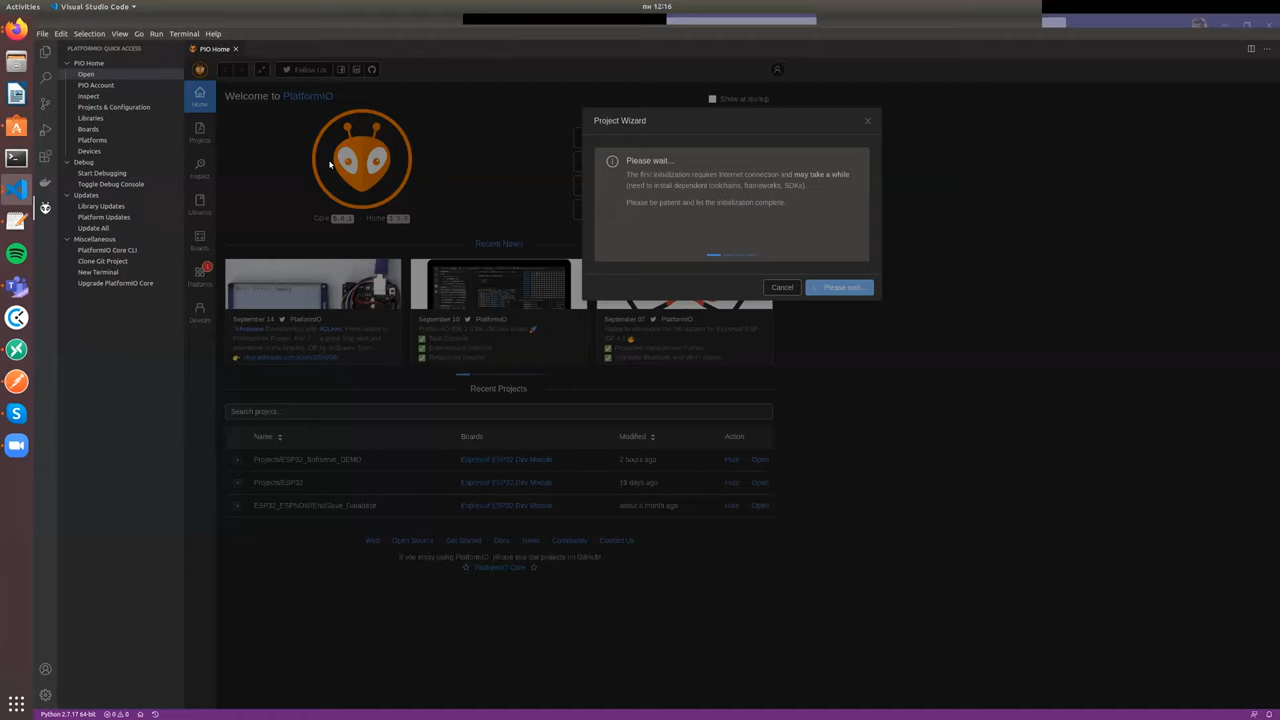 Activities
Visual Studio Code
пн 12:16
File Edit Selection View Go Run Terminal Help
PLATFORMIO: QUICK ACCESS
PIO Home
Open
PIO Account
Inspect
Projects & Configuration
Libraries
Boards
Platforms
Devices
Debug
Start Debugging
Toggle Debug Console
Updates
Library Updates
Platform Updates
Update All
Miscellaneous
PlatformIO Core CLI
Clone Git Project
New Terminal
Upgrade PlatformIO Core
PIO Home
Follow Us
Home
Projects
Inspect
Libraries
Boards
1
Platforms
Devices
Welcome to PlatformIO
Show at startup
Core
Home
Project Wizard
Please wait...
The first initialization requires Internet connection and may take a while
(need to install dependent toolchains, frameworks, SDKs).
Please be patient and let the initialization complete.
Cancel
Please wait...
Recent News
September 14 PlatformIO
September 10 PlatformIO
September 07 PlatformIO
Recent Projects
Search project...
Name Boards Modified Action
Projects/ESP32_Softserve_DEMO Espressif ESP32 Dev Module 2 hours ago Hide Open
Projects/ESP32 Espressif ESP32 Dev Module 19 days ago Hide Open
ESP32_ESPNOW/EndSlave_Database Espressif ESP32 Dev Module about a month ago Hide Open
Web Open Source Get Started Docs News Community Contact Us
If you enjoy using PlatformIO, please star our projects on GitHub!
PlatformIO Core
Python 2.7.17 64-bit
0 0